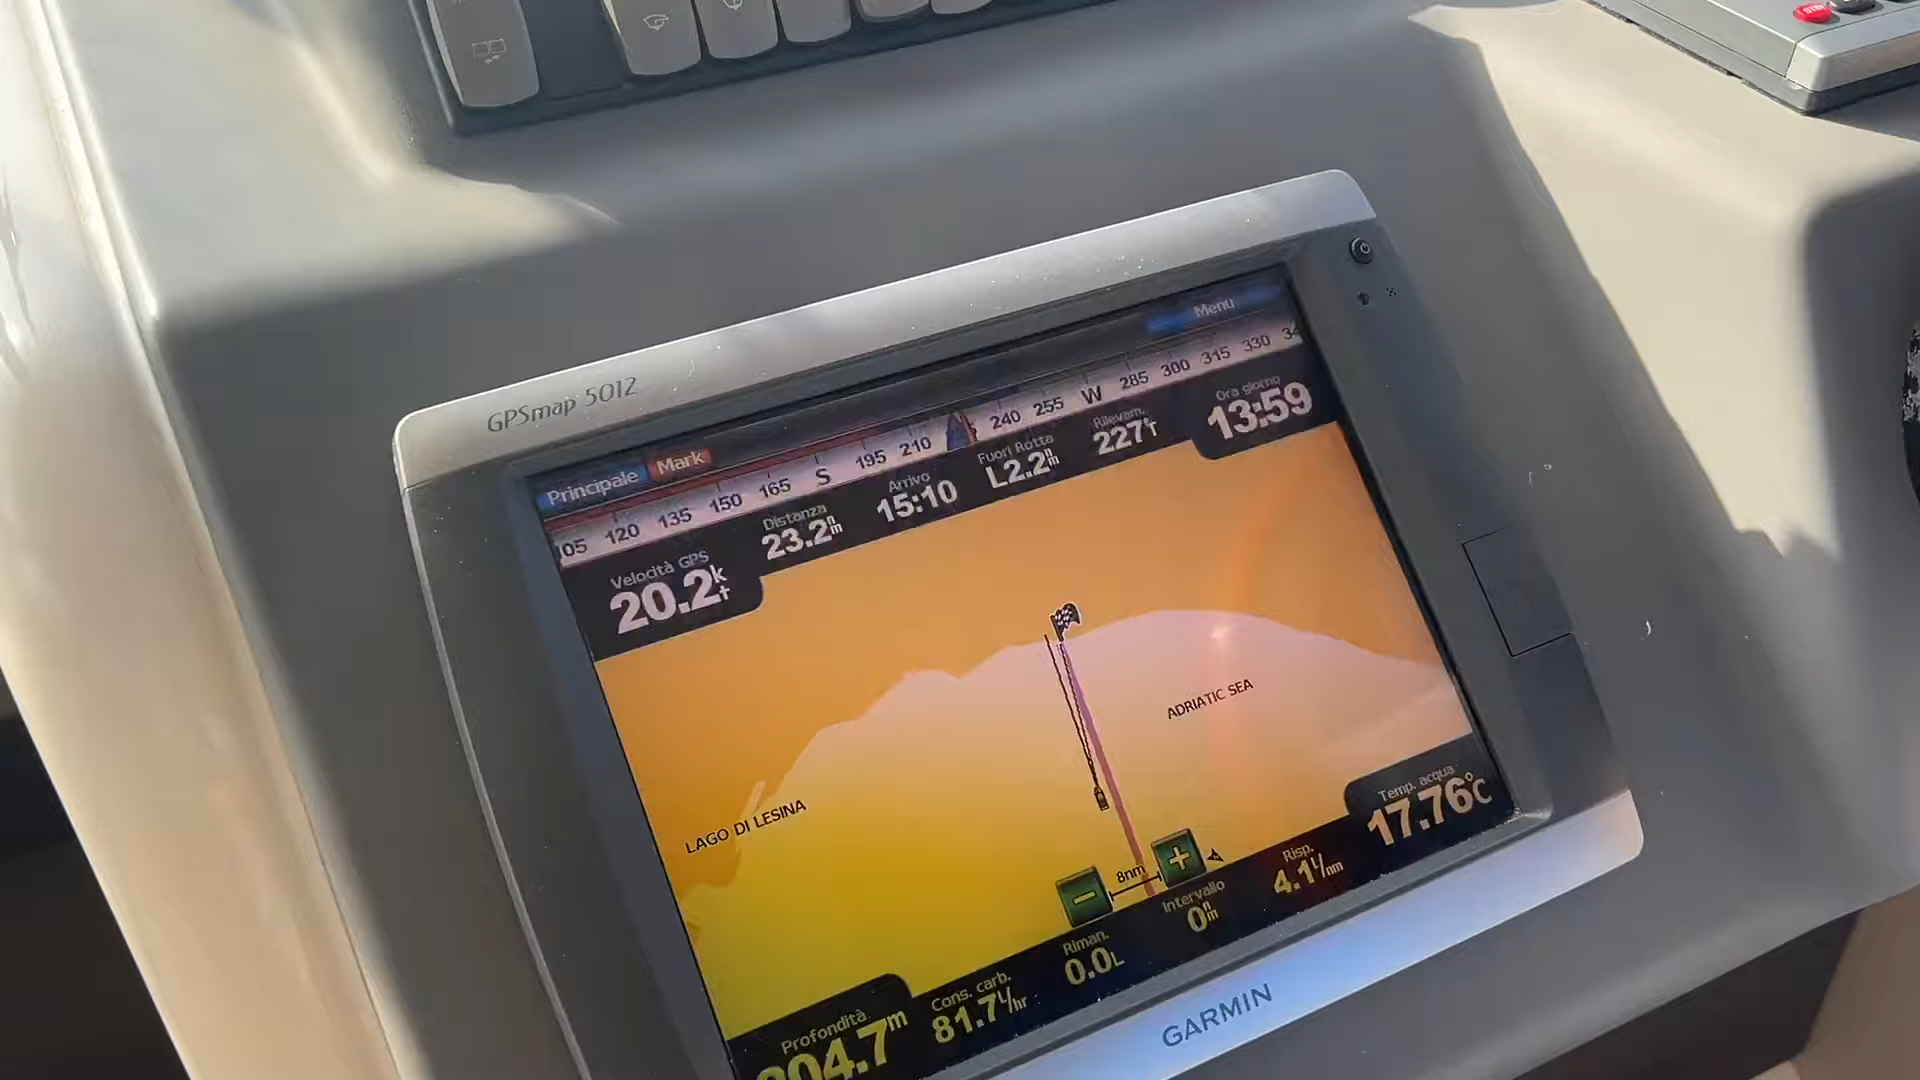 GPSmap 5012
Menu
Principale Mark
105 120 135 150 165 S 195 210 240 255 W 285 300 315 330
Velocità GPS
20.2kt
Distanza
23.2nm
Arrivo
15:10
Fuori Rotta
L2.2nm
Rilevam.
227°T
Ora giorno
13:59
ADRIATIC SEA
LAGO DI LESINA
8nm
Profondità
04.7m
Cons. carb.
81.7l/hr
Riman.
0.0L
Intervallo
0nm
Risp.
4.1l/nm
Temp. acqua
17.76°C
GARMIN